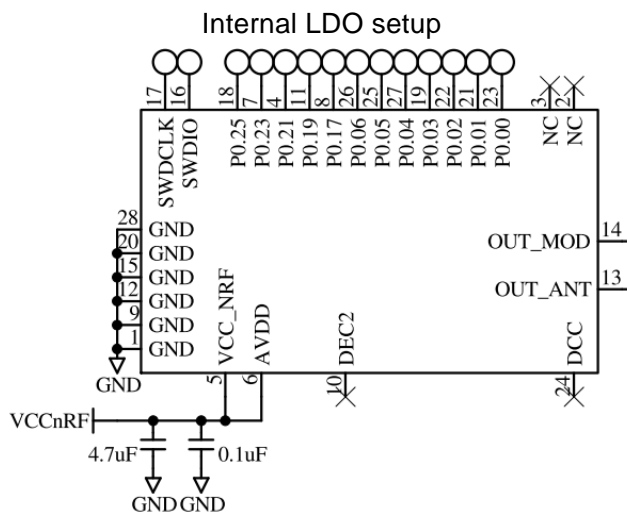 Internal LDO setup
17 16 18 7 4 11 8 26 25 27 19 22 21 23 3 2
SWDCLK SWDIO P0.25 P0.23 P0.21 P0.19 P0.17 P0.06 P0.05 P0.04 P0.03 P0.02 P0.01 P0.00 NC NC
28 GND
20 GND
15 GND
12 GND
9 GND
1 GND
GND
OUT_MOD 14
OUT_ANT 13
VCC_NRF AVDD DEC2 DCC
5 6 10 24
VCCnRF
4.7uF 0.1uF
GND GND